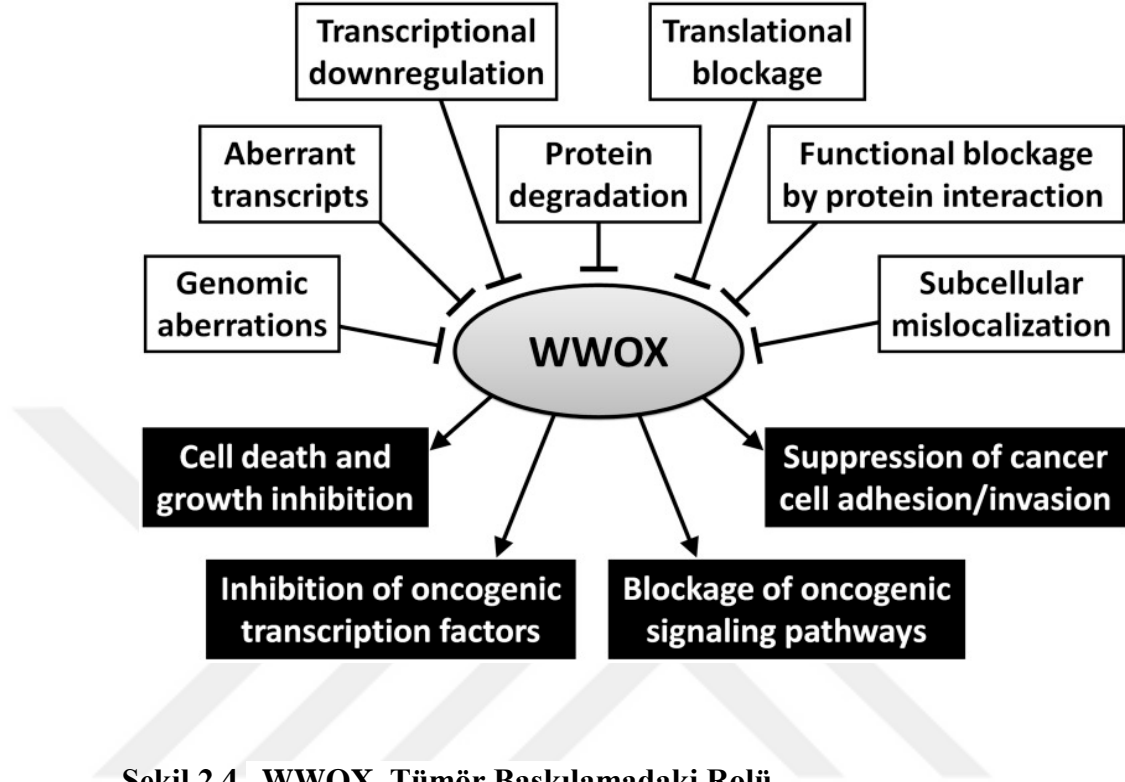 Transcriptional
downregulation
Translational
blockage
Aberrant
transcripts
Protein
degradation
Functional blockage
by protein interaction
Genomic
aberrations
Subcellular
mislocalization
WWOX
Cell death and
growth inhibition
Suppression of cancer
cell adhesion/invasion
Inhibition of oncogenic
transcription factors
Blockage of oncogenic
signaling pathways
Şekil 2.4. WWOX Tümör Baskılamadaki Rolü